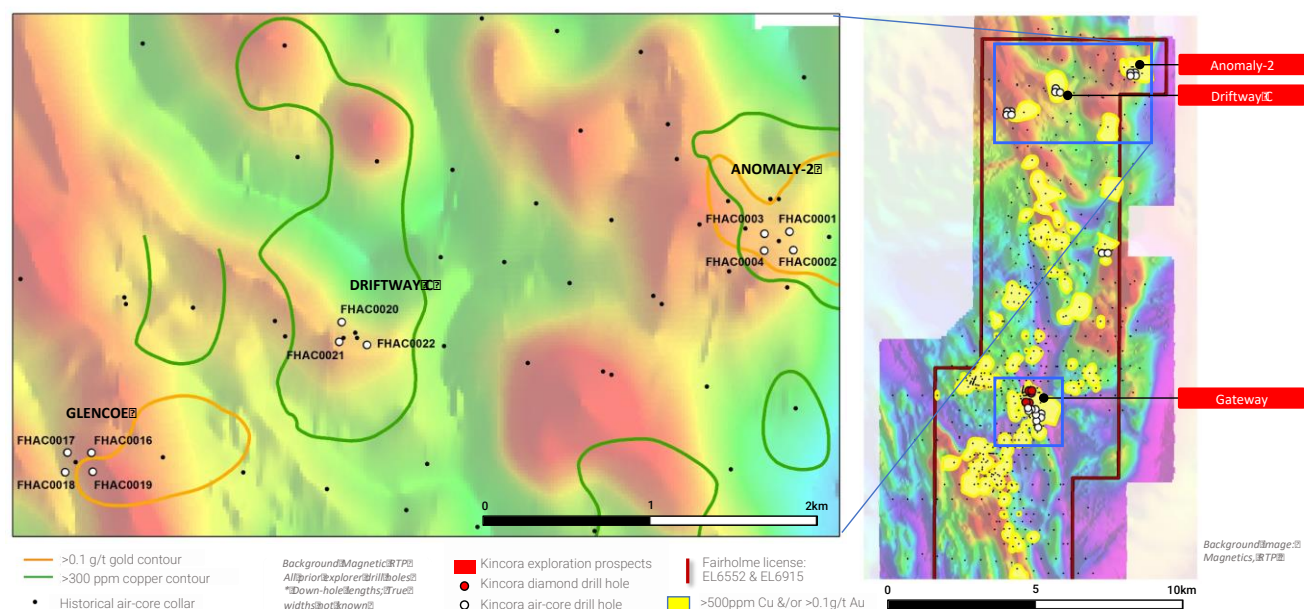 ANOMALY-2
FHAC0003
FHAC0001
FHAC0004
FHAC0002
DRIFTWAY C
FHAC0020
FHAC0021
FHAC0022
GLENCOE
FHAC0017
FHAC0016
FHAC0018
FHAC0019
0 1 2km
Anomaly-2
Driftway C
Gateway
>0.1 g/t gold contour
>300 ppm copper contour
Historical air-core collar
Background Magnetic RTP
All prior explorer drill holes
* Down-hole lengths; True
widths not known
Kincora exploration prospects
Kincora diamond drill hole
Kincora air-core drill hole
Fairholme license:
EL6552 & EL6915
>500ppm Cu &/or >0.1g/t Au
Background Image:
Magnetics, RTP
0 5 10km